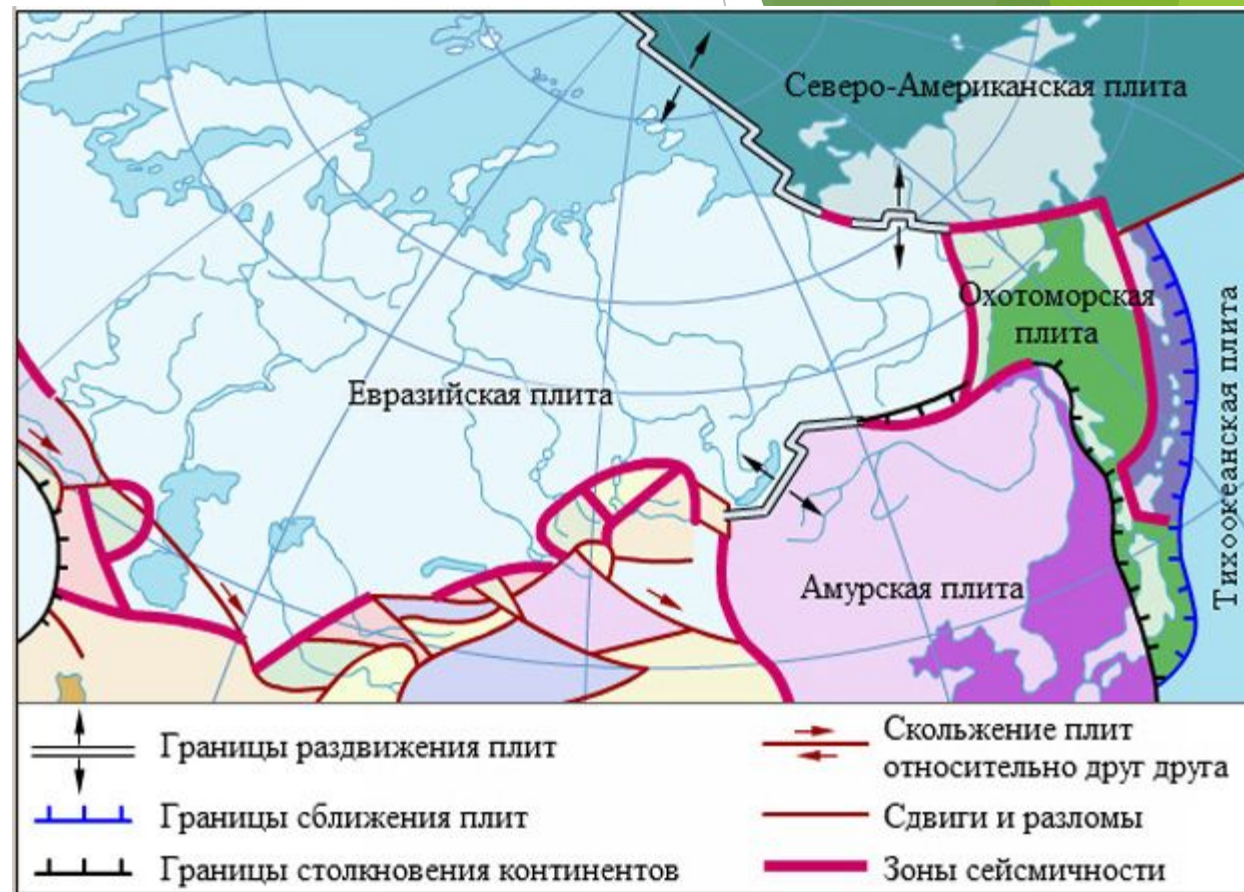 Северо-Американская плита
Охотоморская
плита
Евразийская плита
Тихоокеанская плита
Амурская плита
Границы раздвижения плит
Границы сближения плит
Границы столкновения континентов
Скольжение плит
относительно друг друга
Сдвиги и разломы
Зоны сейсмичности